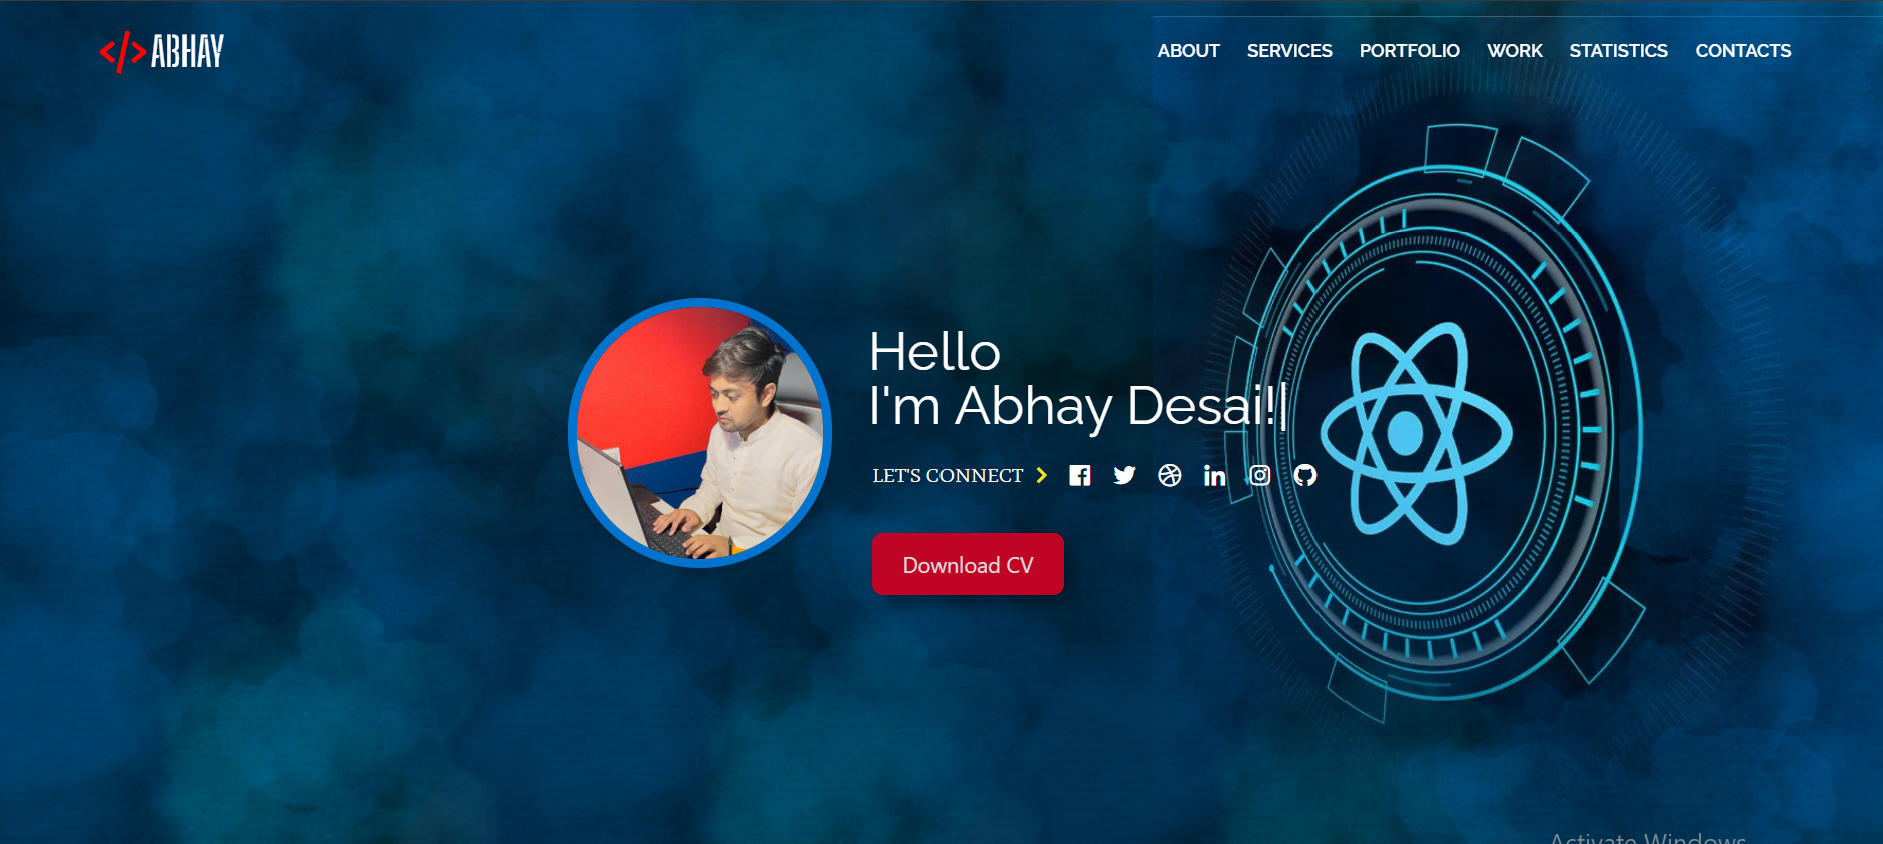 </> ABHAY
ABOUT SERVICES PORTFOLIO WORK STATISTICS CONTACTS
Hello
I'm Abhay Desai!
LET'S CONNECT
Download CV
Activate Windows